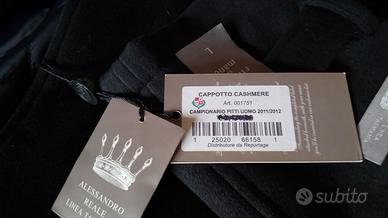 CAPPOTTO CASHMERE
Art. 001751
CAMPIONARIO PITTI UOMO 2011/2012
1 25020 66158 1
Distributore da Reportage
ALESSANDRO
REALE
LINEA
L
subito